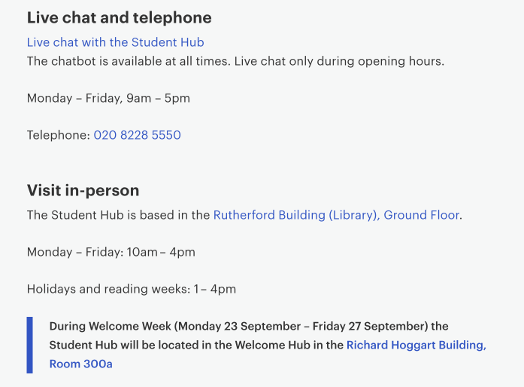 Live chat and telephone
Live chat with the Student Hub
The chatbot is available at all times. Live chat only during opening hours.
Monday – Friday, 9am – 5pm
Telephone: 020 8228 5550
Visit in-person
The Student Hub is based in the Rutherford Building (Library), Ground Floor.
Monday – Friday: 10am – 4pm
Holidays and reading weeks: 1 – 4pm
During Welcome Week (Monday 23 September – Friday 27 September) the
Student Hub will be located in the Welcome Hub in the Richard Hoggart Building,
Room 300a